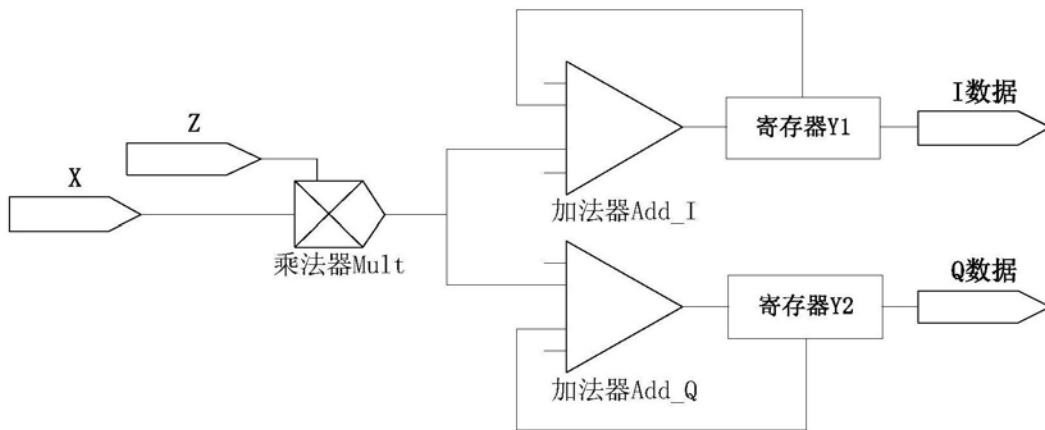 I数据
Z
寄存器Y1
X
加法器Add_I
乘法器Mult
Q数据
寄存器Y2
加法器Add_Q